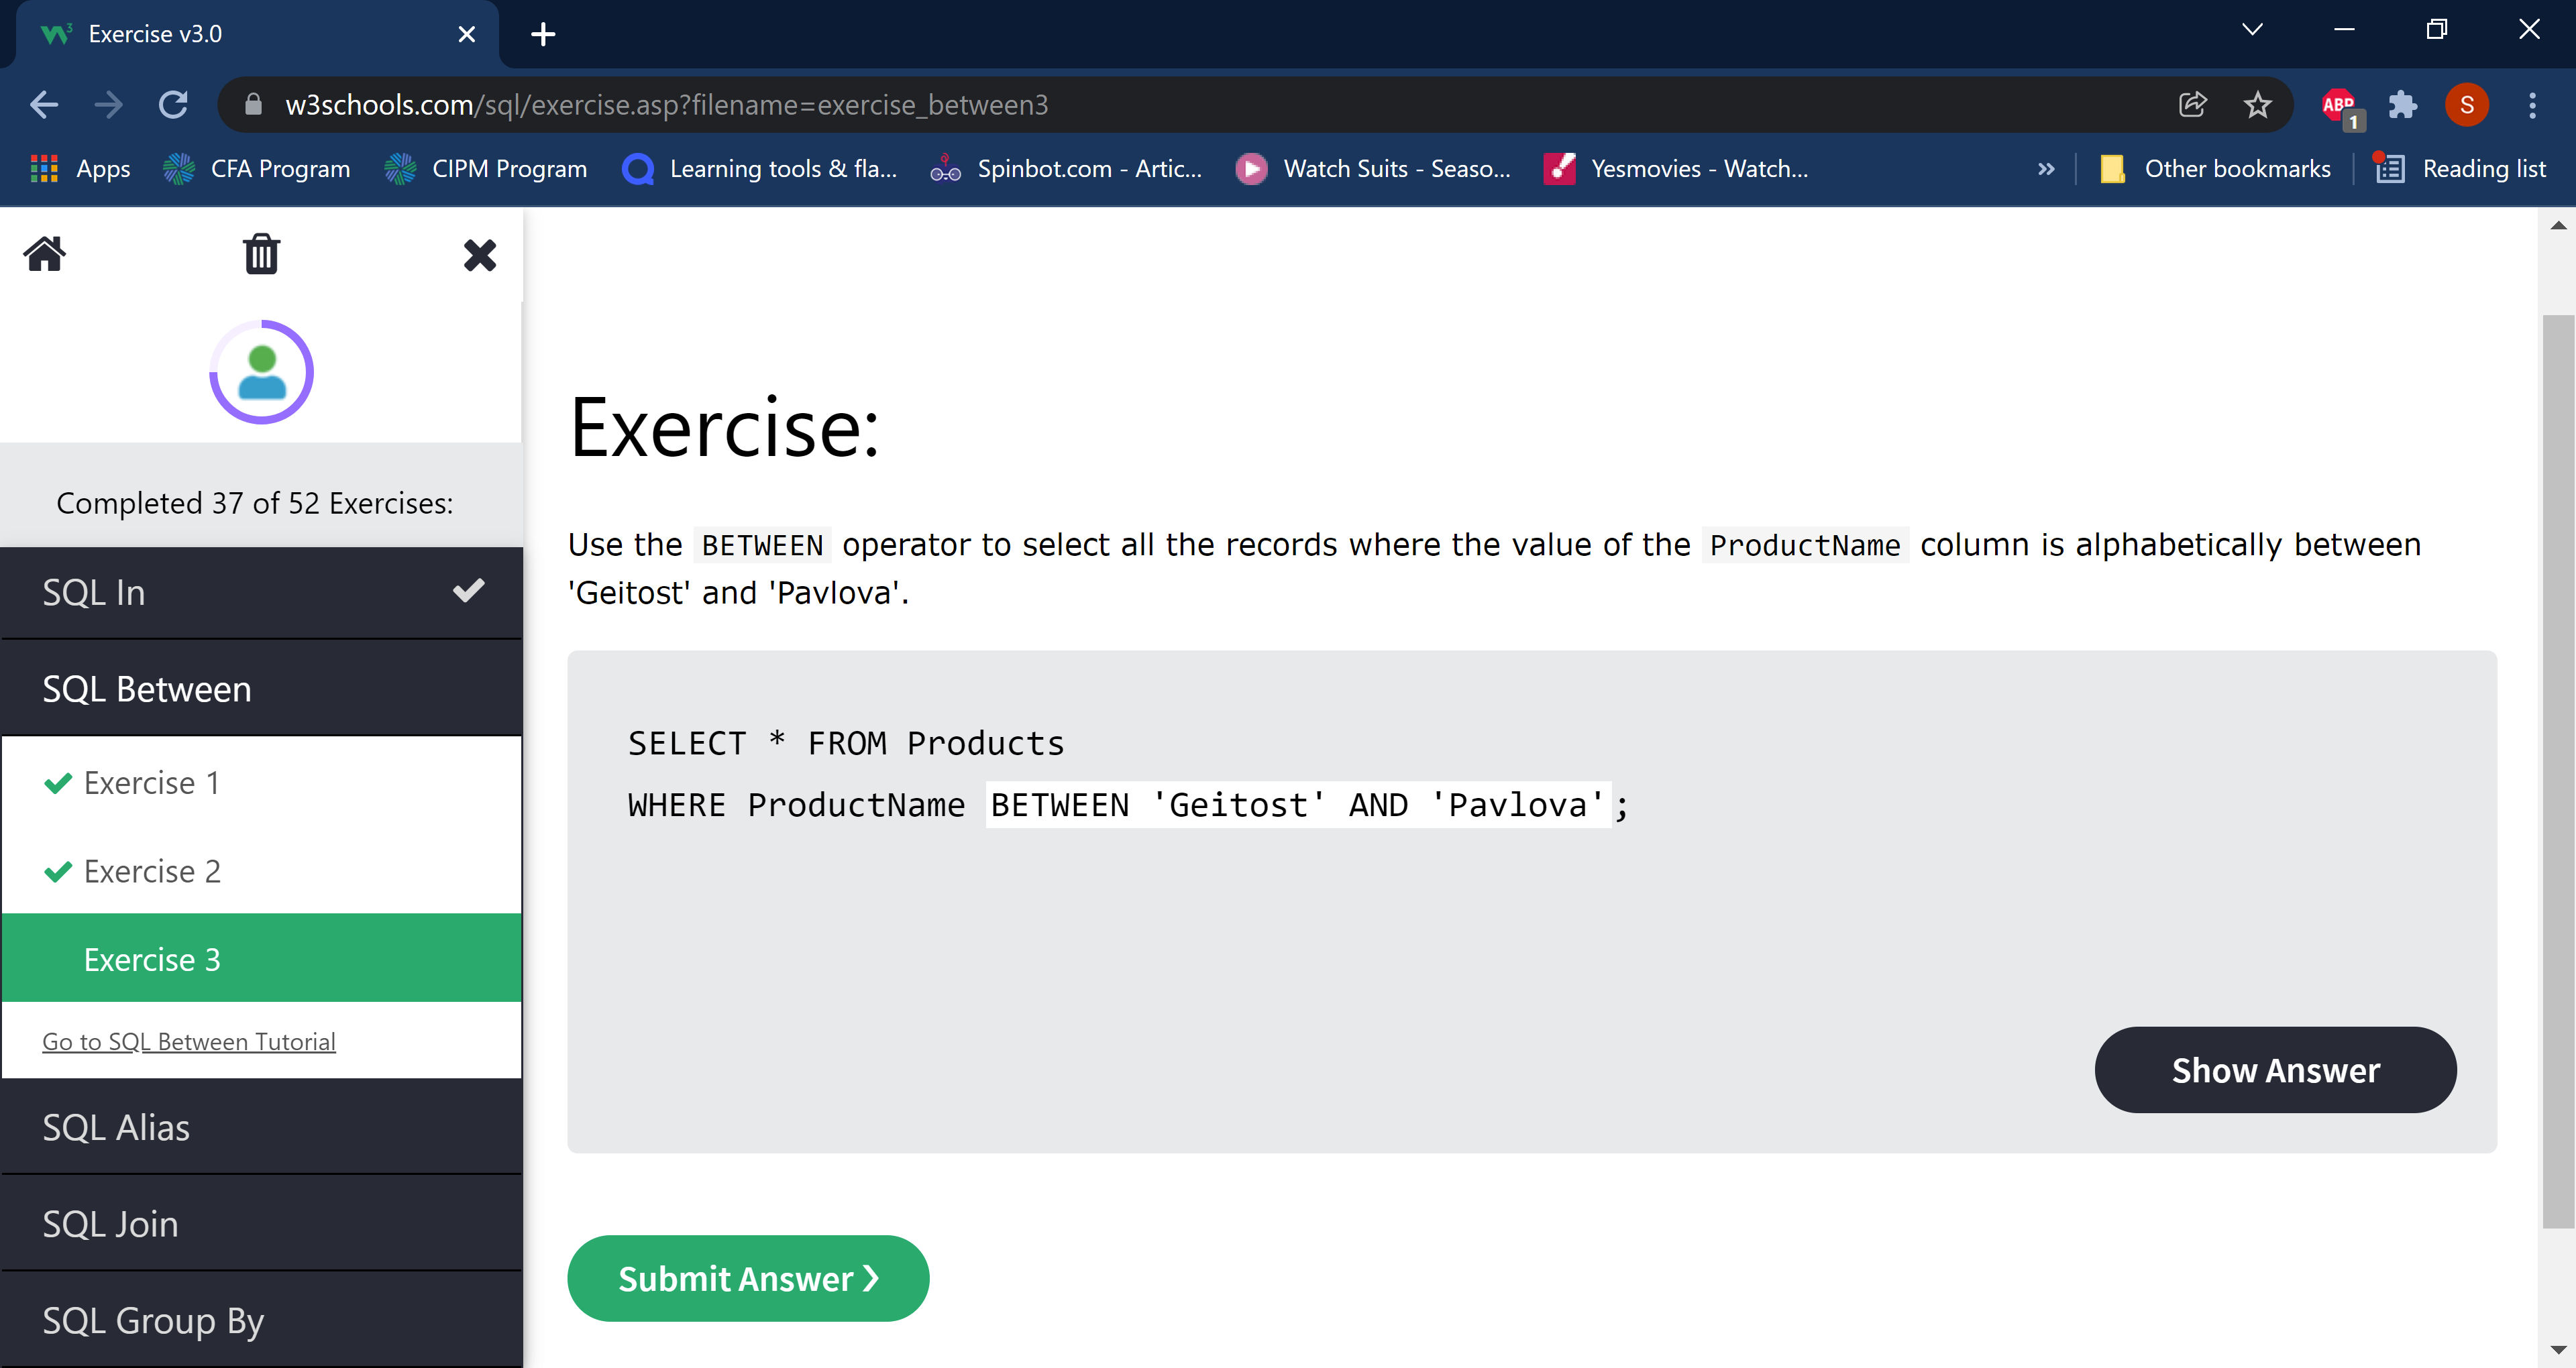 Exercise v3.0
w3schools.com/sql/exercise.asp?filename=exercise_between3
ABP
1
S
Apps
CFA Program
CIPM Program
Learning tools & fla...
Spinbot.com - Artic...
Watch Suits - Seaso...
Yesmovies - Watch...
»
Other bookmarks
Reading list
Completed 37 of 52 Exercises:
SQL In
SQL Between
Exercise 1
Exercise 2
Exercise 3
Go to SQL Between Tutorial
SQL Alias
SQL Join
SQL Group By
Exercise:
Use the BETWEEN operator to select all the records where the value of the ProductName column is alphabetically between
'Geitost' and 'Pavlova'.
SELECT * FROM Products
WHERE ProductName BETWEEN 'Geitost' AND 'Pavlova';
Show Answer
Submit Answer ❯